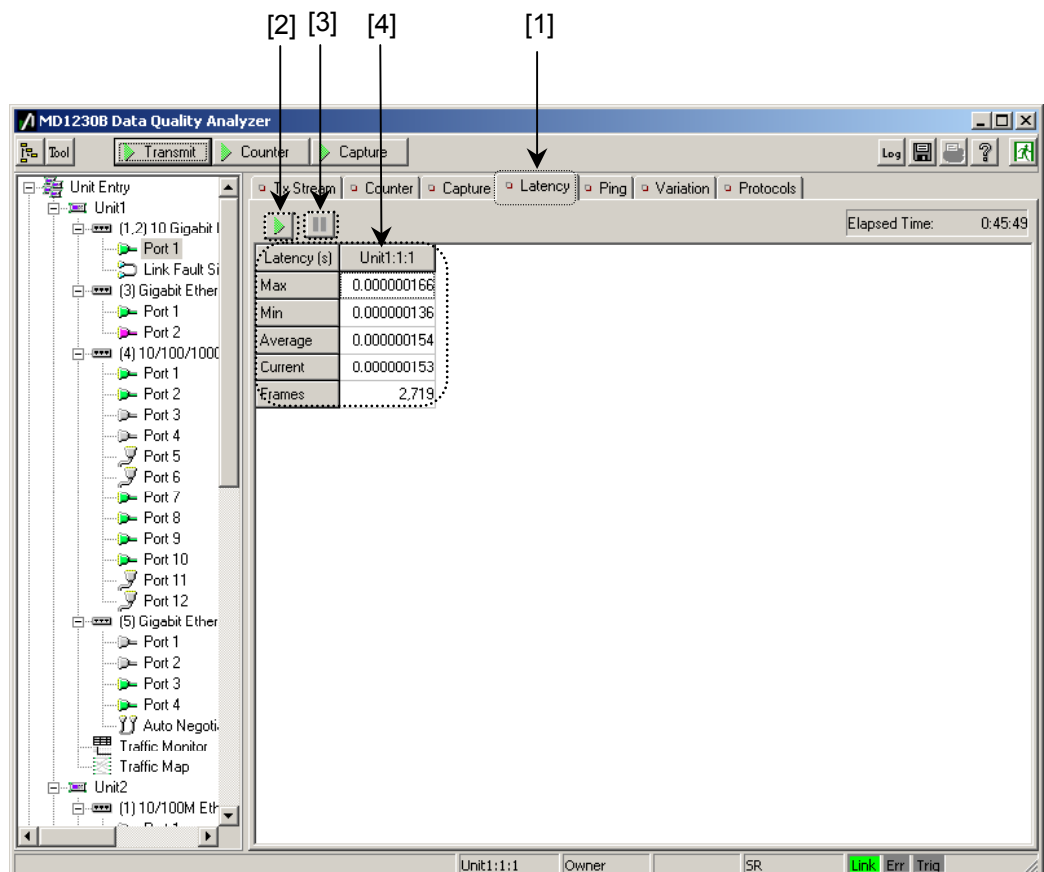 [2] [3] [4] [1]
MD1230B Data Quality Analyzer
Tool Transmit Counter Capture Log
Unit Entry
Unit1
(1,2) 10 Gigabit
Port 1
Link Fault Si
(3) Gigabit Ether
Port 1
Port 2
(4) 10/100/1000
Port 1
Port 2
Port 3
Port 4
Port 5
Port 6
Port 7
Port 8
Port 9
Port 10
Port 11
Port 12
(5) Gigabit Ether
Port 1
Port 2
Port 3
Port 4
Auto Negoti
Traffic Monitor
Traffic Map
Unit2
(1) 10/100M Eth
Tx Stream Counter Capture Latency Ping Variation Protocols
Elapsed Time: 0:45:49
Latency (s) Unit1:1:1
Max 0.000000166
Min 0.000000136
Average 0.000000154
Current 0.000000153
Frames 2,719
Unit1:1:1 Owner SR Link Err Trig